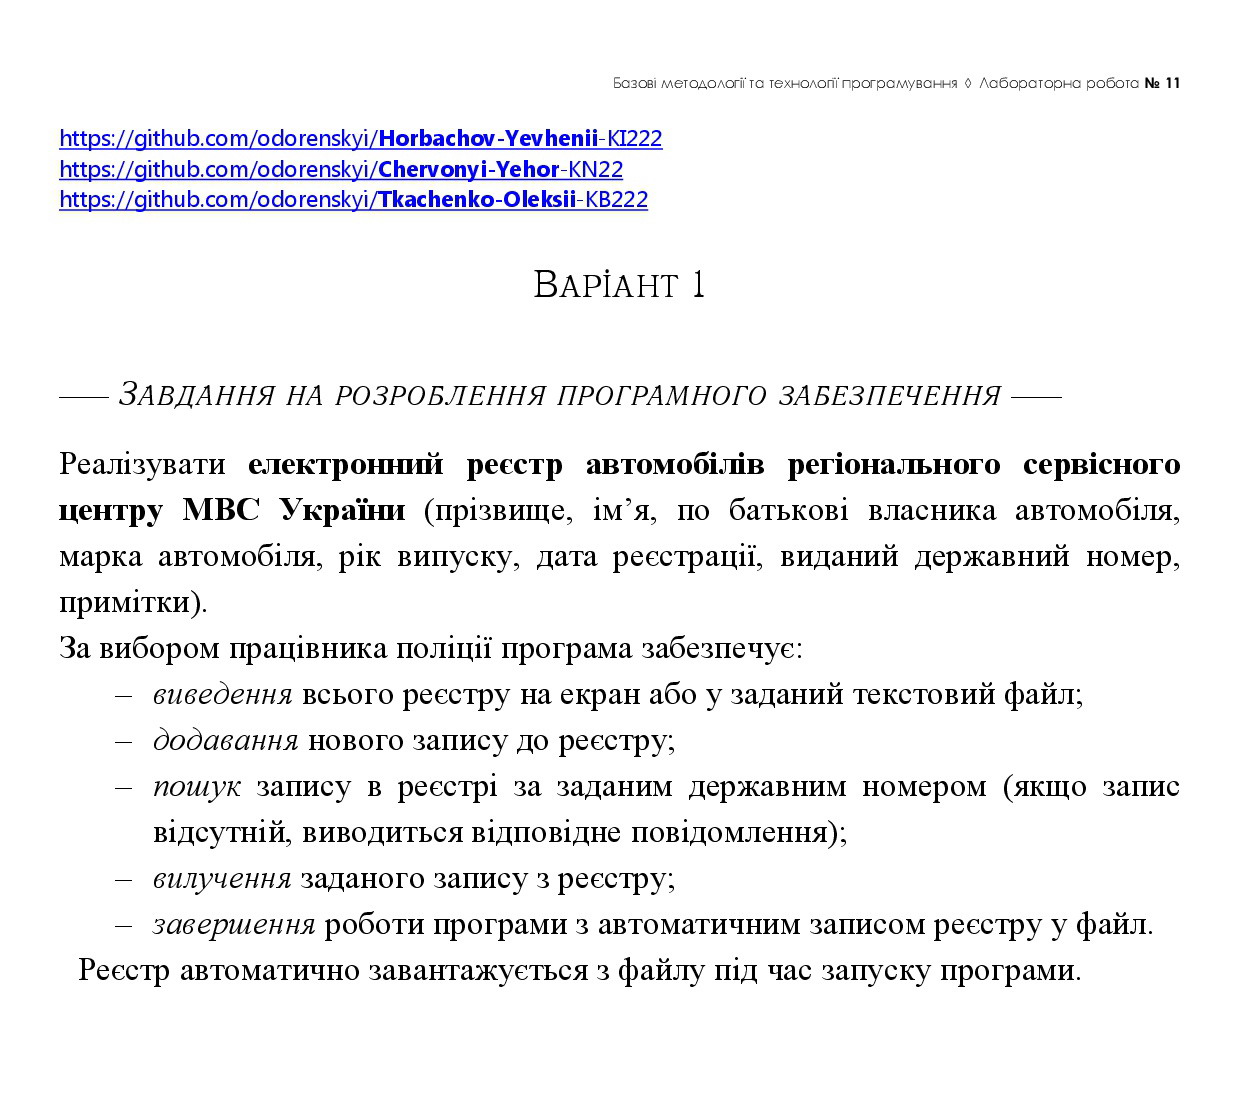 Базові методології та технології програмування ◊ Лабораторна робота № 11
https://github.com/odorenskyi/Horbachov-Yevhenii-KI222
https://github.com/odorenskyi/Chervonyi-Yehor-KN22
https://github.com/odorenskyi/Tkachenko-Oleksii-KB222
Варіант 1
—— Завдання на розроблення програмного забезпечення ——
Реалізувати електронний реєстр автомобілів регіонального сервісного
центру МВС України (прізвище, ім’я, по батькові власника автомобіля,
марка автомобіля, рік випуску, дата реєстрації, виданий державний номер,
примітки).
За вибором працівника поліції програма забезпечує:
– виведення всього реєстру на екран або у заданий текстовий файл;
– додавання нового запису до реєстру;
– пошук запису в реєстрі за заданим державним номером (якщо запис
відсутній, виводиться відповідне повідомлення);
– вилучення заданого запису з реєстру;
– завершення роботи програми з автоматичним записом реєстру у файл.
Реєстр автоматично завантажується з файлу під час запуску програми.